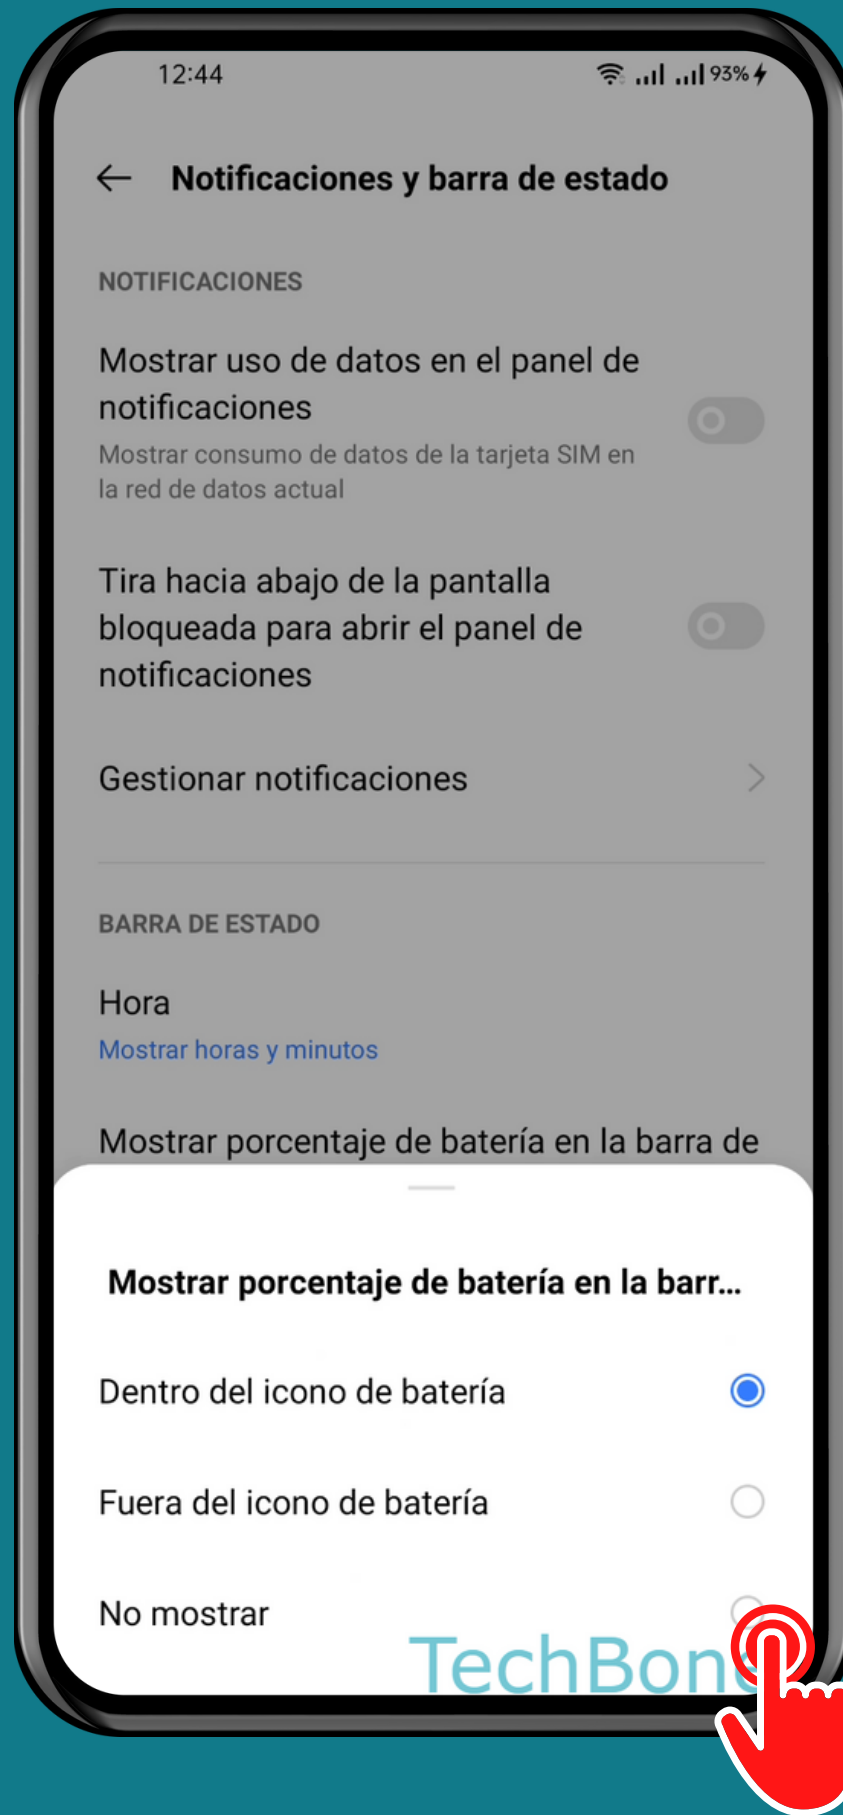 12:44
93%
Notificaciones y barra de estado
NOTIFICACIONES
Mostrar uso de datos en el panel de
notificaciones
Mostrar consumo de datos de la tarjeta SIM en
la red de datos actual
Tira hacia abajo de la pantalla
bloqueada para abrir el panel de
notificaciones
Gestionar notificaciones
BARRA DE ESTADO
Hora
Mostrar horas y minutos
Mostrar porcentaje de batería en la barra de
Mostrar porcentaje de batería en la barr...
Dentro del icono de batería
Fuera del icono de batería
No mostrar